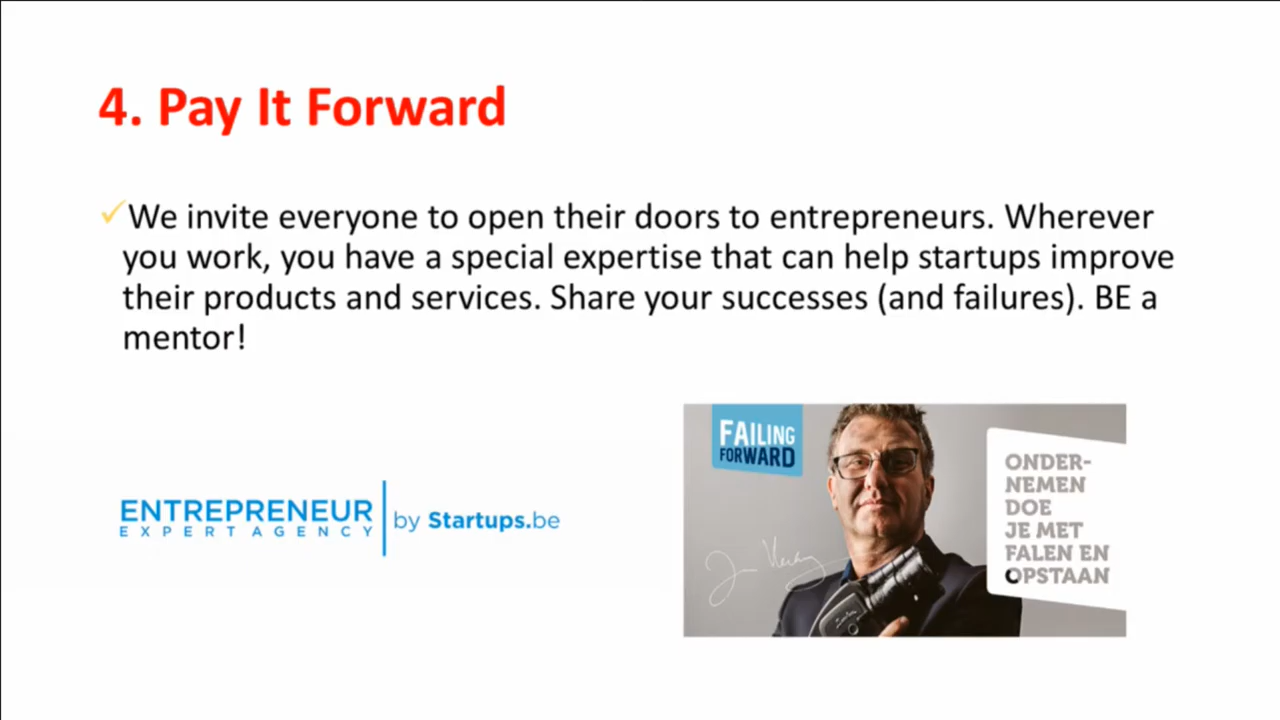 4. Pay It Forward
✓We invite everyone to open their doors to entrepreneurs. Wherever
you work, you have a special expertise that can help startups improve
their products and services. Share your successes (and failures). BE a
mentor!
ENTREPRENEUR
EXPERT AGENCY
by Startups.be
FAILING
FORWARD
ONDER-
NEMEN
DOE
JE MET
FALEN EN
OPSTAAN